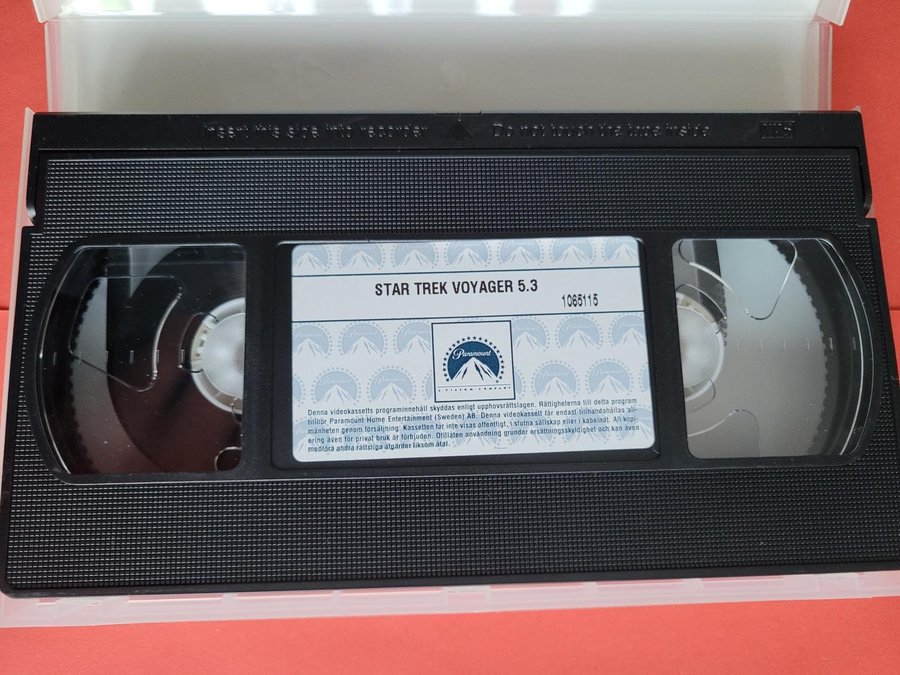 Insert this side into recorder ▲ Do not touch the tape inside VHS
STAR TREK VOYAGER 5.3
1065115
Paramount
A VIACOM COMPANY
Denna videokassetts programinnehåll skyddas enligt upphovsrättslagen. Rättigheterna till detta program
tillhör Paramount Home Entertainment (Sweden) AB. Denna videokassett får endast tillhandahållas all-
mänheten genom försäljning. Kassetten får inte visas offentligt, i slutna sällskap eller i kabelnät. All kopi-
ering även för privat bruk är förbjuden. Otillåten användning grundar ersättningsskyldighet och kan även
medföra andra rättsliga åtgärder liksom åtal.